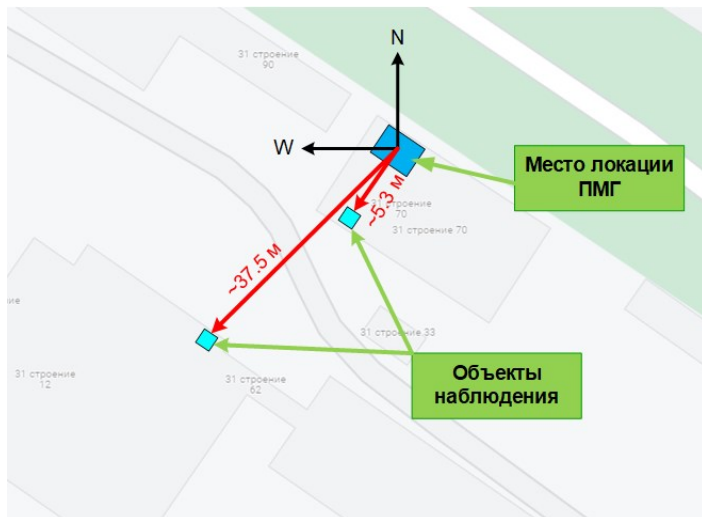 N
31 строение
90
W
Место локации
ПМГ
~5.3 м
31 строение
70
31 строение 70
~37.5 м
ение
31 строение 33
31 строение
12
31 строение
62
Объекты
наблюдения